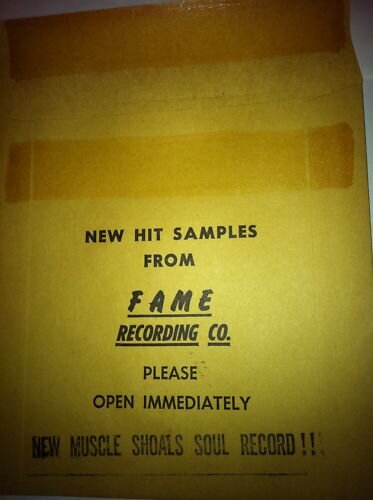 NEW HIT SAMPLES
FROM
FAME
RECORDING CO.
PLEASE
OPEN IMMEDIATELY
NEW MUSCLE SHOALS SOUL RECORD!!!